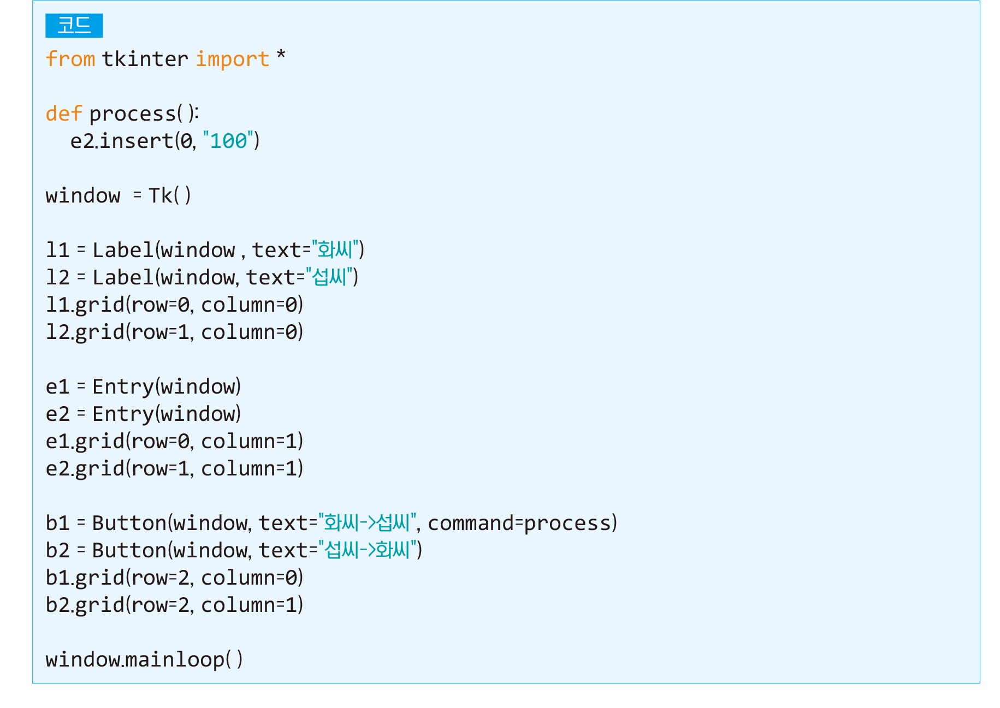 코드
from tkinter import *
def process( ):
e2.insert(0, "100")
window = Tk( )
l1 = Label(window , text="화씨")
l2 = Label(window, text="섭씨")
l1.grid(row=0, column=0)
l2.grid(row=1, column=0)
e1 = Entry(window)
e2 = Entry(window)
e1.grid(row=0, column=1)
e2.grid(row=1, column=1)
b1 = Button(window, text="화씨->섭씨", command=process)
b2 = Button(window, text="섭씨->화씨")
b1.grid(row=2, column=0)
b2.grid(row=2, column=1)
window.mainloop( )